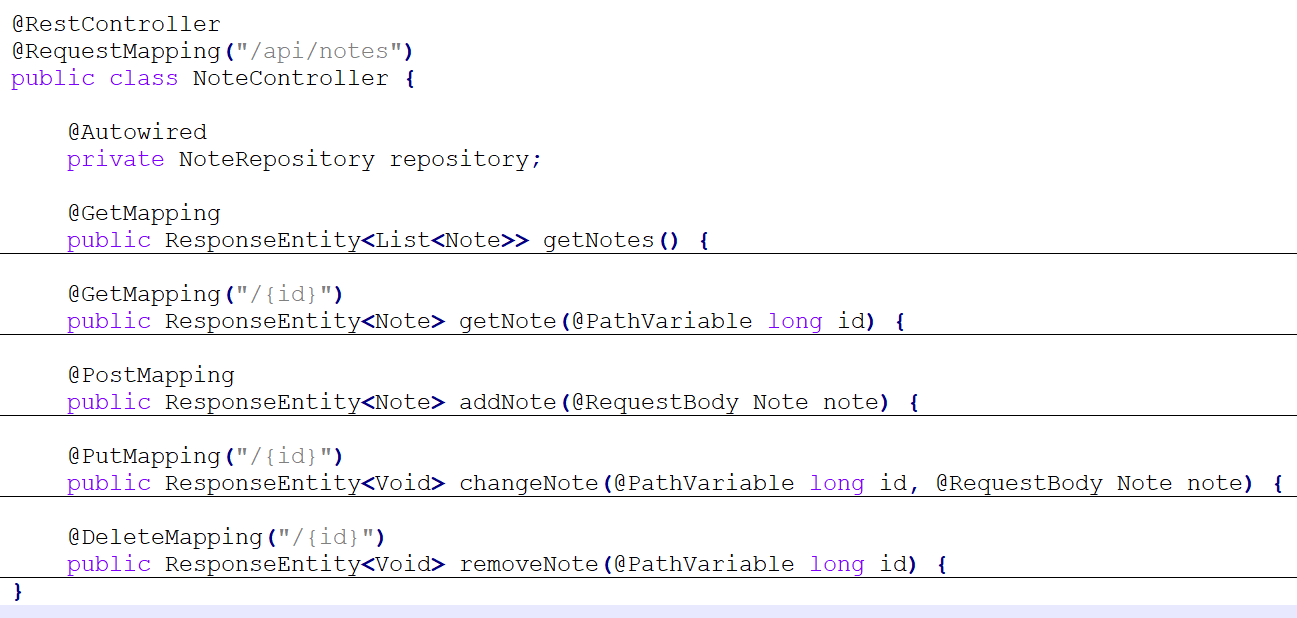 @RestController
@RequestMapping("/api/notes")
public class NoteController {
@Autowired
private NoteRepository repository;
@GetMapping
public ResponseEntity<List<Note>> getNotes() {
@GetMapping("/{id}")
public ResponseEntity<Note> getNote(@PathVariable long id) {
@PostMapping
public ResponseEntity<Note> addNote(@RequestBody Note note) {
@PutMapping("/{id}")
public ResponseEntity<Void> changeNote(@PathVariable long id, @RequestBody Note note) {
@DeleteMapping("/{id}")
public ResponseEntity<Void> removeNote(@PathVariable long id) {
}